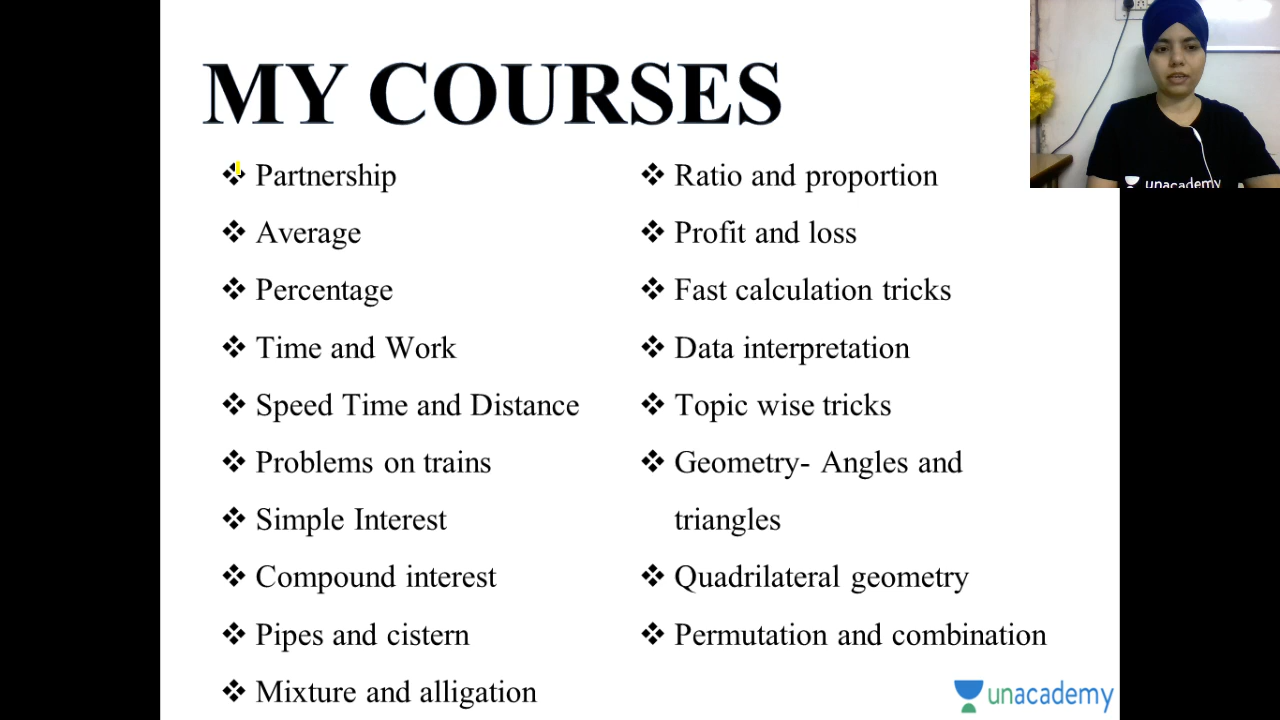 MY COURSES
Partnership
Average
Percentage
Time and Work
Speed Time and Distance
Problems on trains
Simple Interest
Compound interest
Pipes and cistern
Mixture and alligation
Ratio and proportion
Profit and loss
Fast calculation tricks
Data interpretation
Topic wise tricks
Geometry- Angles and
triangles
Quadrilateral geometry
Permutation and combination
unacademy
unacademy